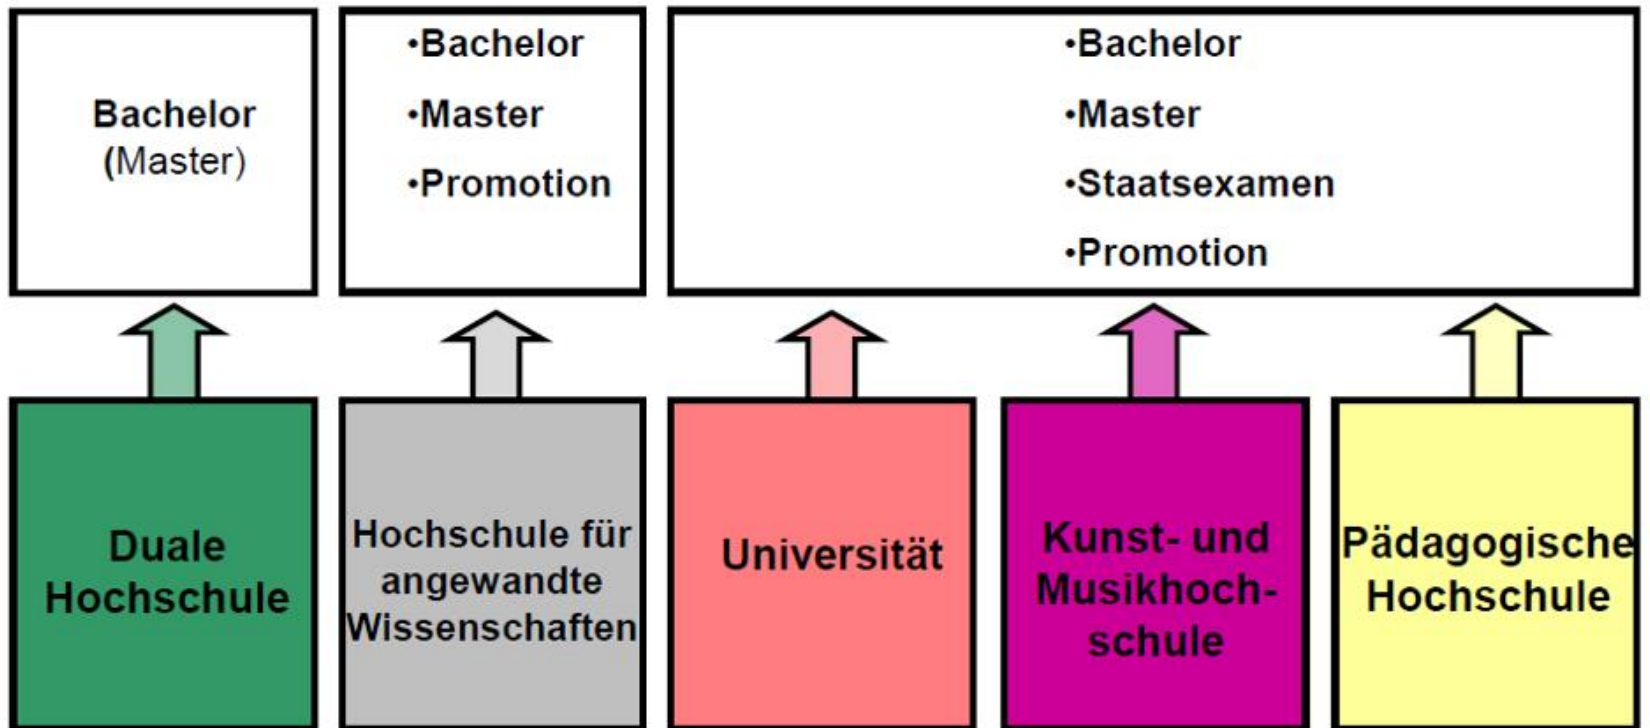 Bachelor
(Master)
•Bachelor
•Master
•Promotion
•Bachelor
•Master
•Staatsexamen
•Promotion
Duale
Hochschule
Hochschule für
angewandte
Wissenschaften
Universität
Kunst- und
Musikhoch-
schule
Pädagogische
Hochschule